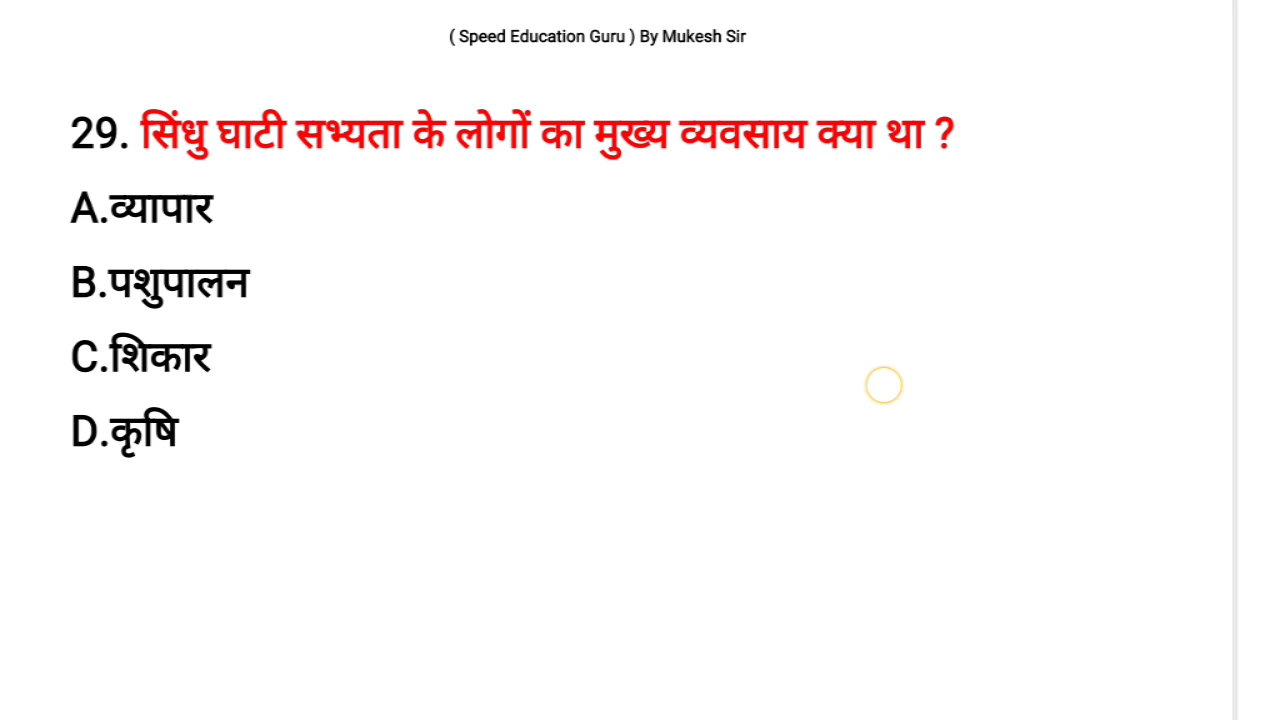 ( Speed Education Guru ) By Mukesh Sir
29. सिंधु घाटी सभ्यता के लोगों का मुख्य व्यवसाय क्या था ?
A.व्यापार
B.पशुपालन
C.शिकार
D.कृषि